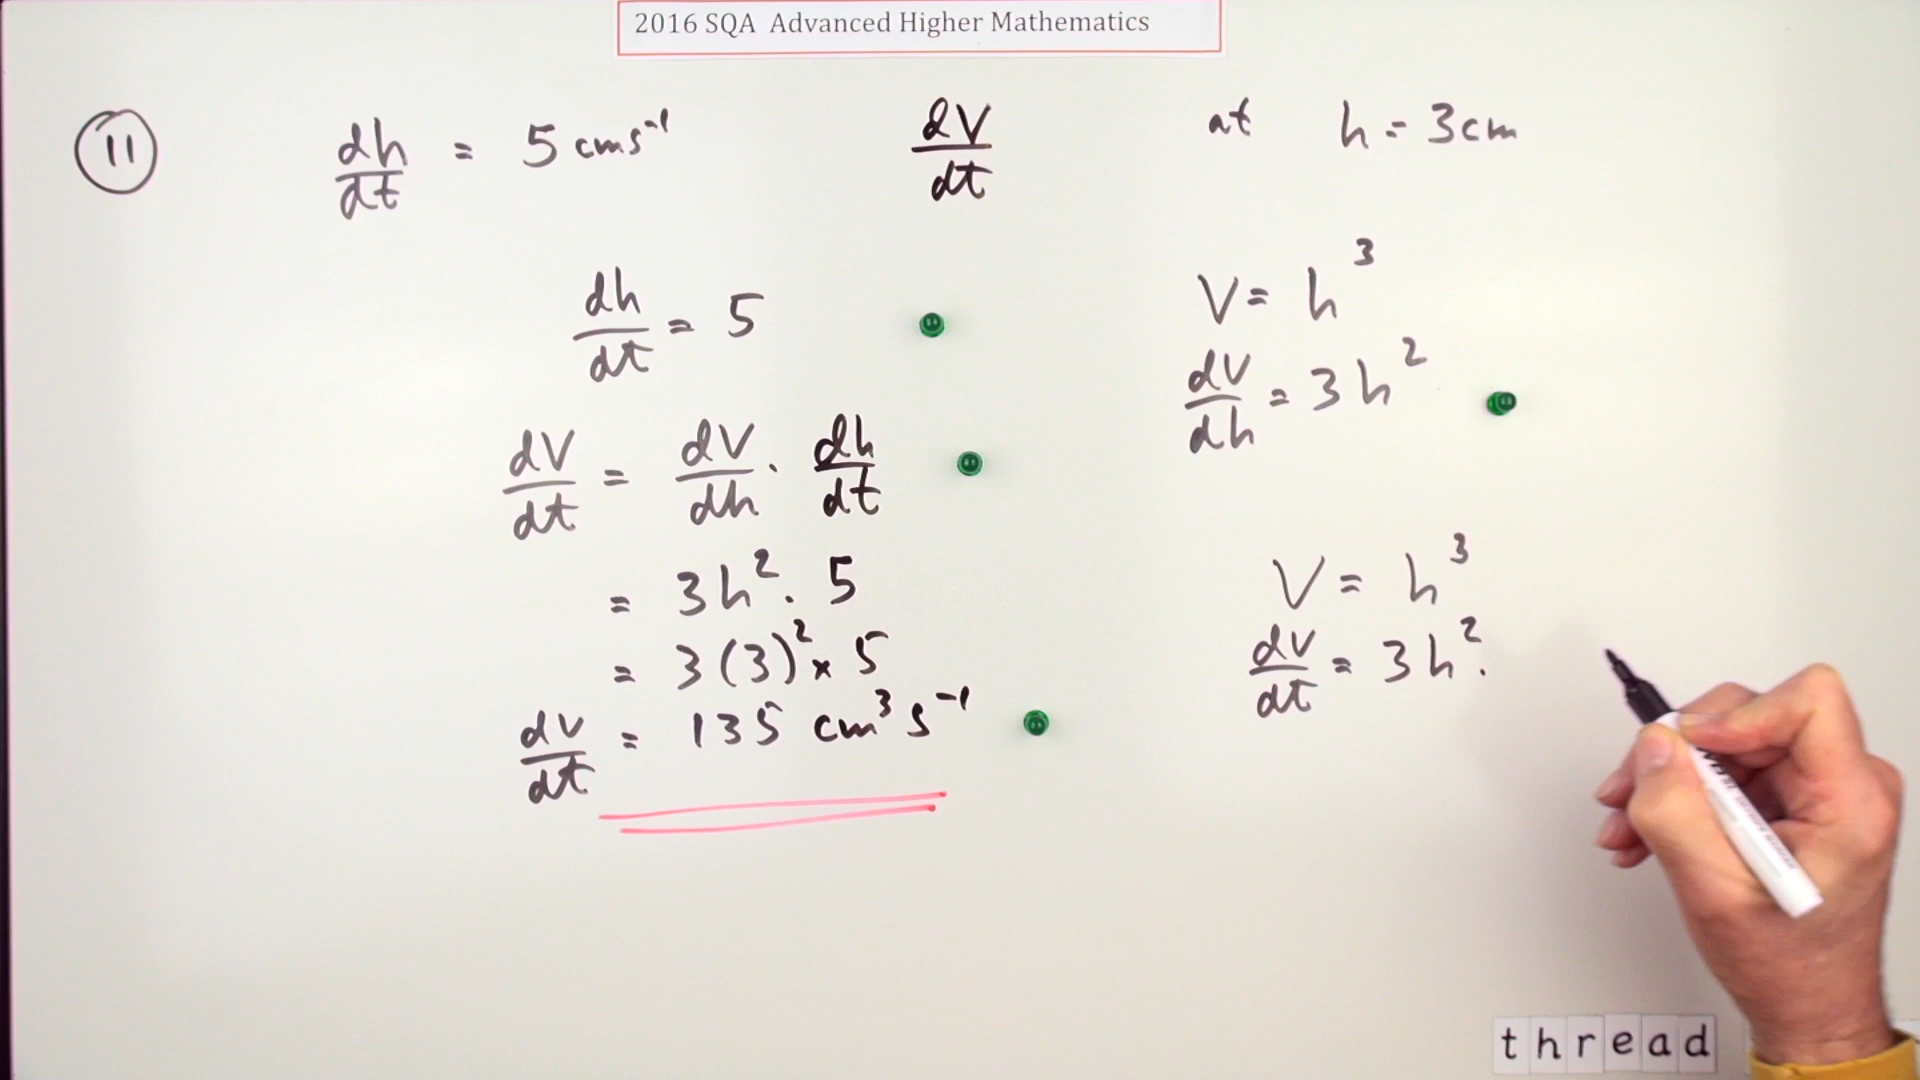 2016 SQA Advanced Higher Mathematics
11 dh/dt = 5 cms⁻¹ dV/dt at h = 3cm
dh/dt = 5
dV/dt = dV/dh · dh/dt
= 3h² · 5
= 3(3)² × 5
dV/dt = 135 cm³ s⁻¹
V = h³
dV/dh = 3h²
V = h³
dV/dt = 3h² ·
thread